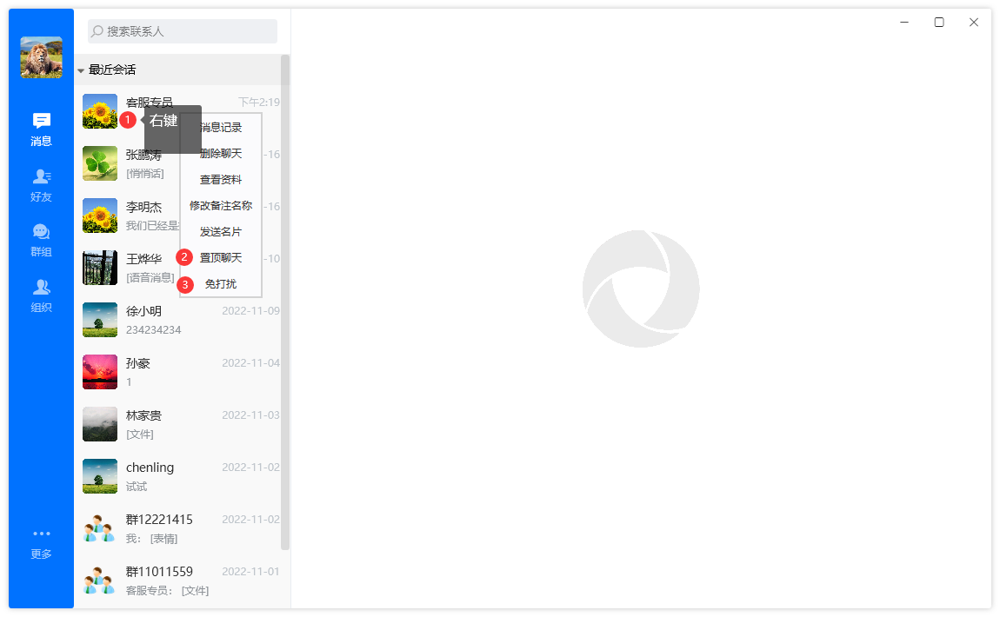 搜索联系人
最近会话
消息
好友
群组
组织
更多
客服专员 下午2:19
1 右键
张鹏涛 -16
[悄悄话]
李明杰 -16
我们已经是
王烨华 -10
[语音消息]
徐小明 2022-11-09
234234234
孙豪 2022-11-04
1
林家贵 2022-11-03
[文件]
chenling 2022-11-02
试试
群12221415 2022-11-02
我： [表情]
群11011559 2022-11-01
客服专员： [文件]
消息记录
删除聊天
查看资料
修改备注名称
发送名片
2 置顶聊天
3 免打扰